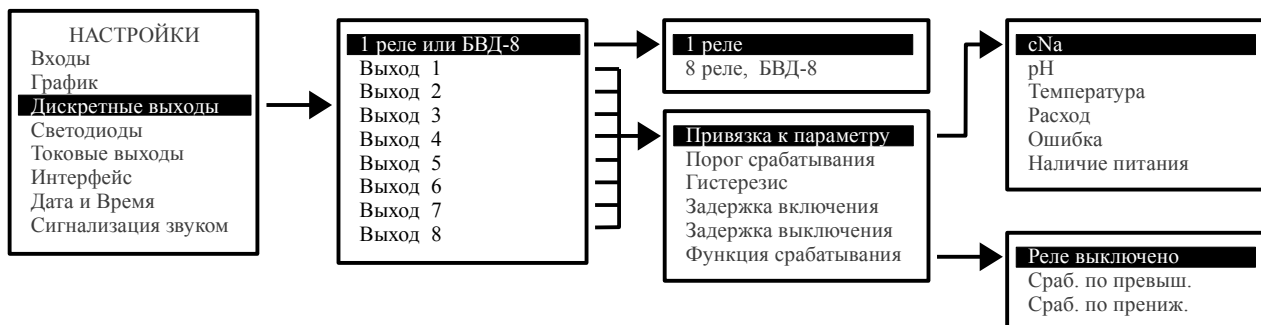 НАСТРОЙКИ
Входы
График
Дискретные выходы
Светодиоды
Токовые выходы
Интерфейс
Дата и Время
Сигнализация звуком
1 реле или БВД-8
Выход 1
Выход 2
Выход 3
Выход 4
Выход 5
Выход 6
Выход 7
Выход 8
1 реле
8 реле, БВД-8
Привязка к параметру
Порог срабатывания
Гистерезис
Задержка включения
Задержка выключения
Функция срабатывания
cNa
pH
Температура
Расход
Ошибка
Наличие питания
Реле выключено
Сраб. по превыш.
Сраб. по прениж.